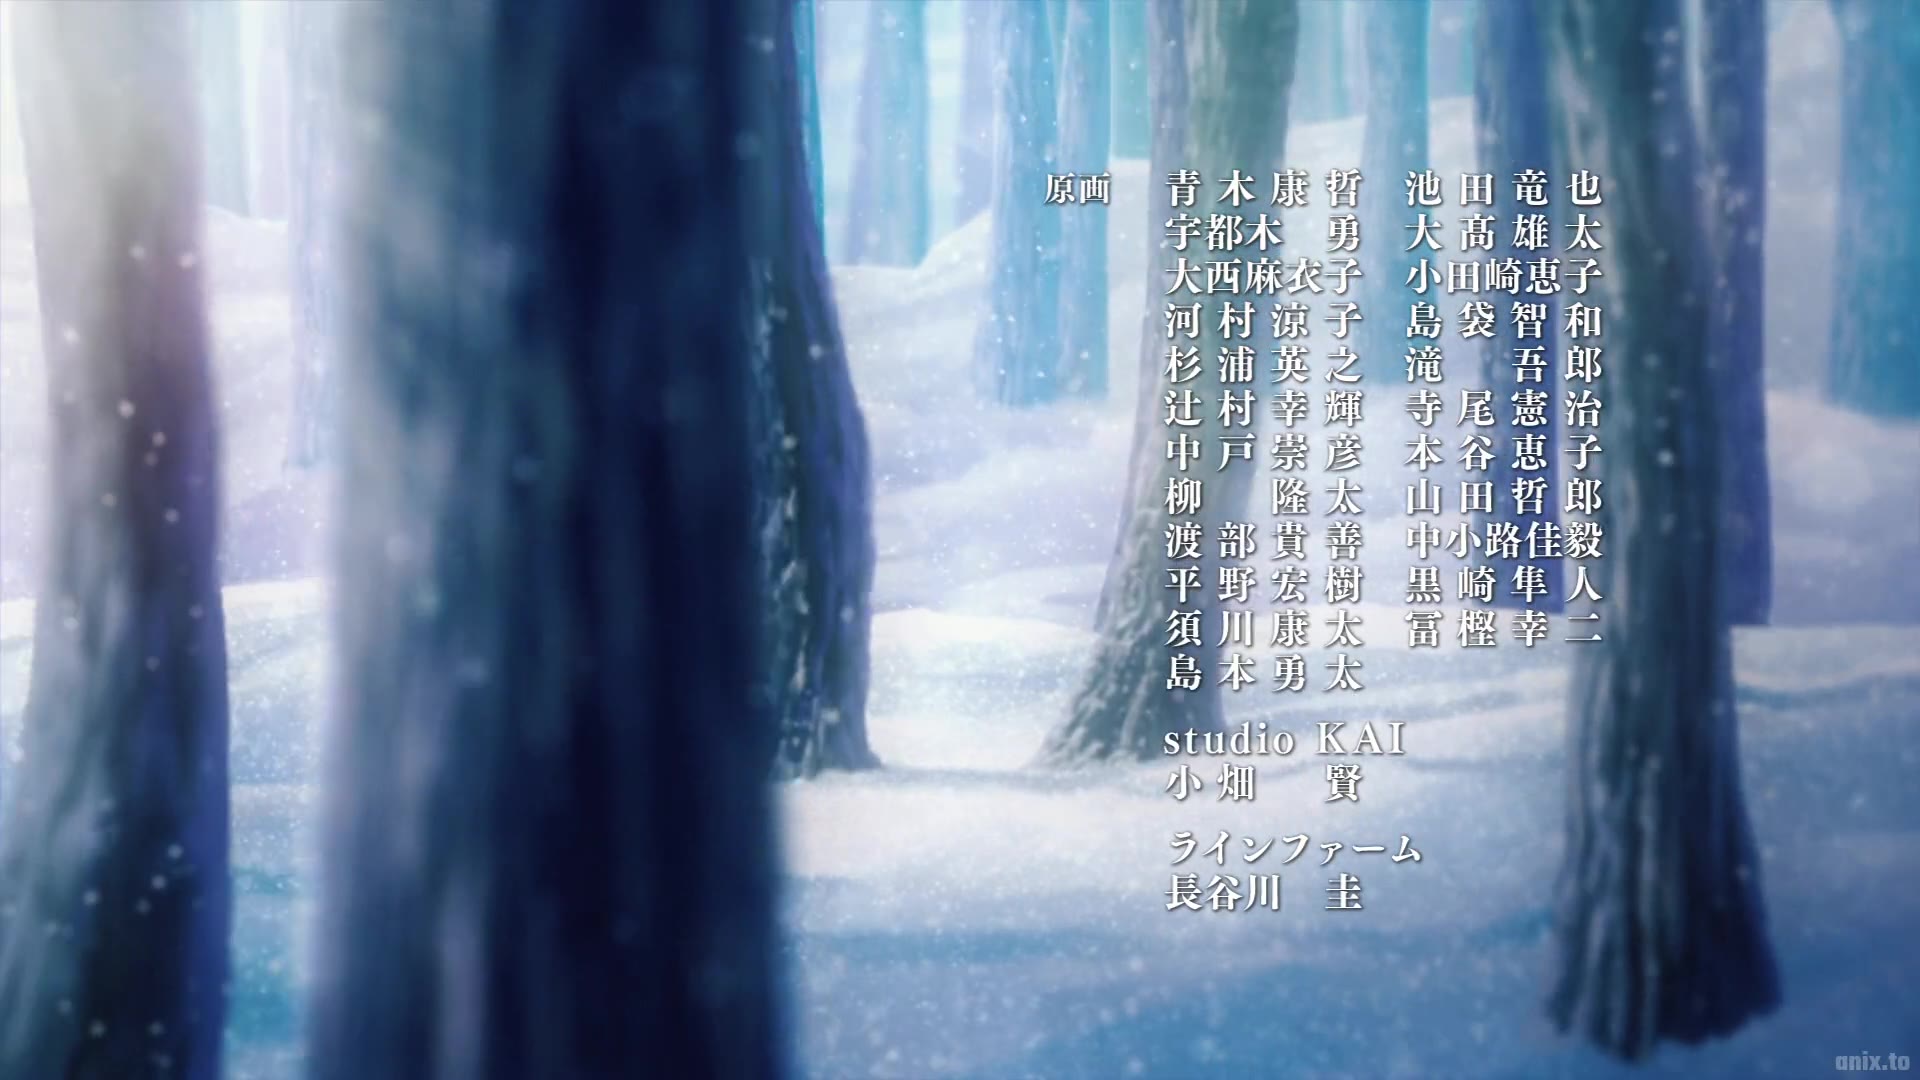 原画 青木康哲 池田竜也
宇都木勇 大髙雄太
大西麻衣子 小田崎恵子
河村涼子 島袋智和
杉浦英之 滝吾郎
辻村幸輝 寺尾憲治
中戸崇彦 本谷恵子
柳隆太 山田哲郎
渡部貴善 中小路佳毅
平野宏樹 黒崎隼人
須川康太 冨樫幸二
島本勇太
studio KAI
小畑賢
ラインファーム
長谷川圭
anix.to